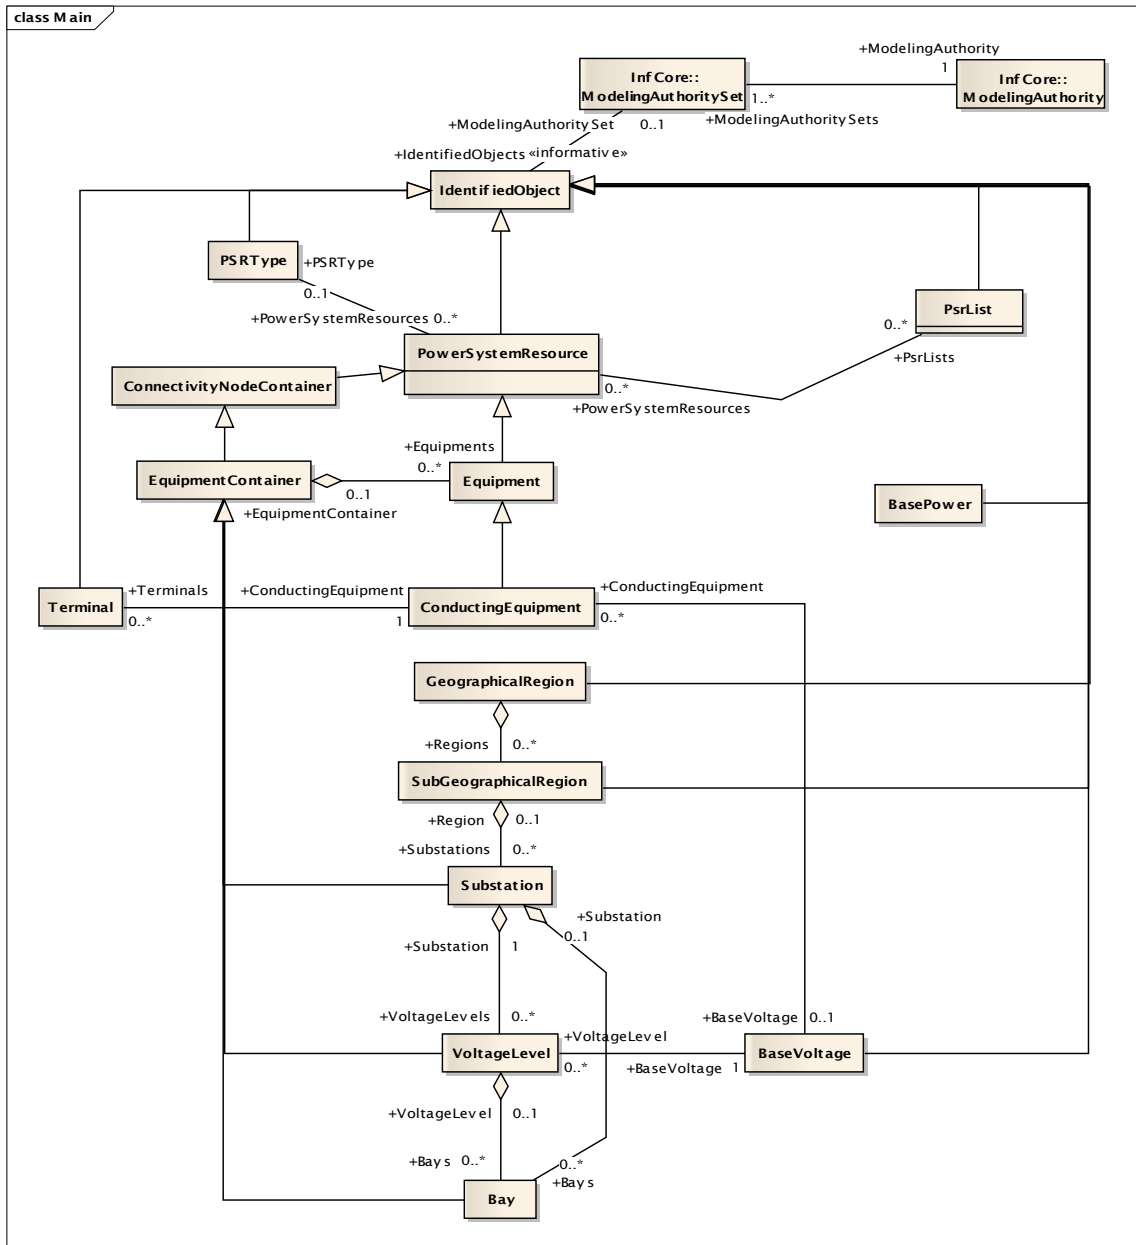 class Main
+ModelingAuthority
1
InfCore::
ModelingAuthoritySet
InfCore::
ModelingAuthority
1..*
+ModelingAuthoritySet
0..1
+ModelingAuthoritySets
+IdentifiedObjects «informative»
IdentifiedObject
PSRType
+PSRType
0..1
+PowerSystemResources 0..*
PsrList
0..*
+PsrLists
PowerSystemResource
ConnectivityNodeContainer
0..*
+PowerSystemResources
+Equipments
0..*
EquipmentContainer
Equipment
0..1
+EquipmentContainer
BasePower
+Terminals
+ConductingEquipment
+ConductingEquipment
Terminal
ConductingEquipment
0..*
1
0..*
GeographicalRegion
+Regions
0..*
SubGeographicalRegion
+Region
0..1
+Substations
0..*
Substation
+Substation
0..1
+Substation
1
+VoltageLevels
0..*
+BaseVoltage
0..1
+VoltageLevel
VoltageLevel
BaseVoltage
0..*
+BaseVoltage
1
+VoltageLevel
0..1
+Bays
0..*
0..*
+Bays
Bay